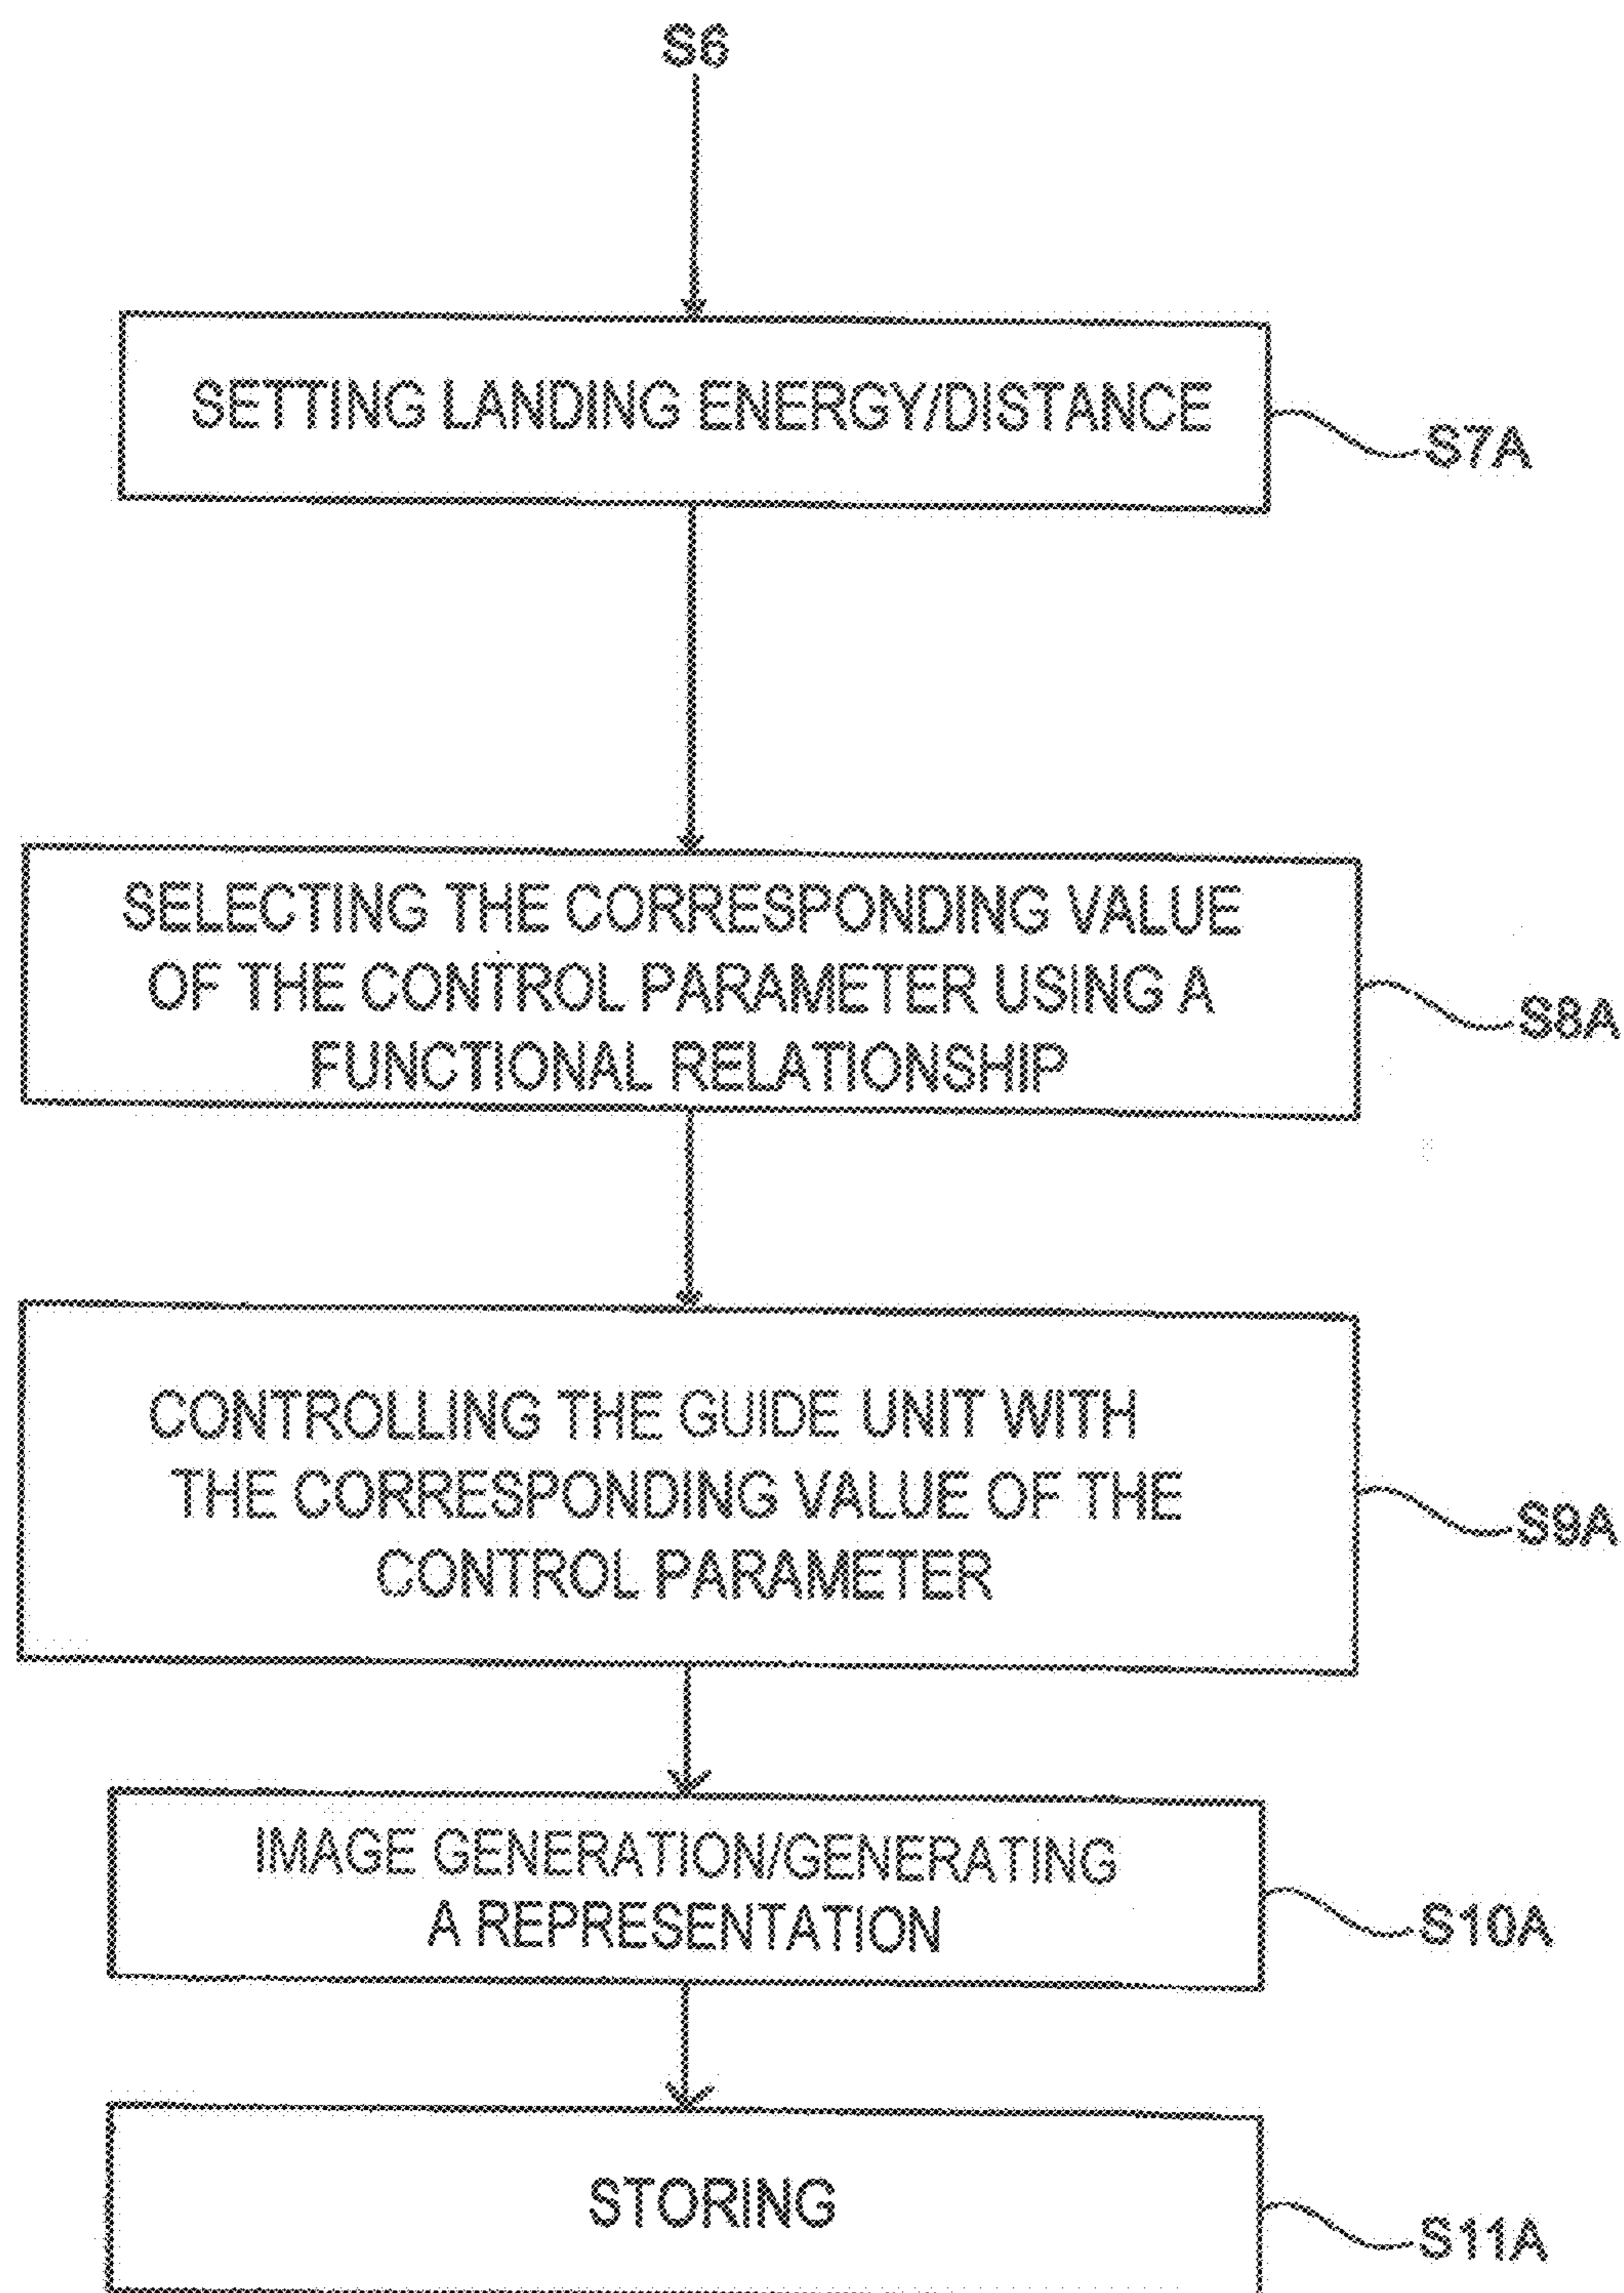 S6
SETTING LANDING ENERGY/DISTANCE
S7A
SELECTING THE CORRESPONDING VALUE
OF THE CONTROL PARAMETER USING A
FUNCTIONAL RELATIONSHIP
S8A
CONTROLLING THE GUIDE UNIT WITH
THE CORRESPONDING VALUE OF THE
CONTROL PARAMETER
S9A
IMAGE GENERATION/GENERATING
A REPRESENTATION
S10A
STORING
S11A